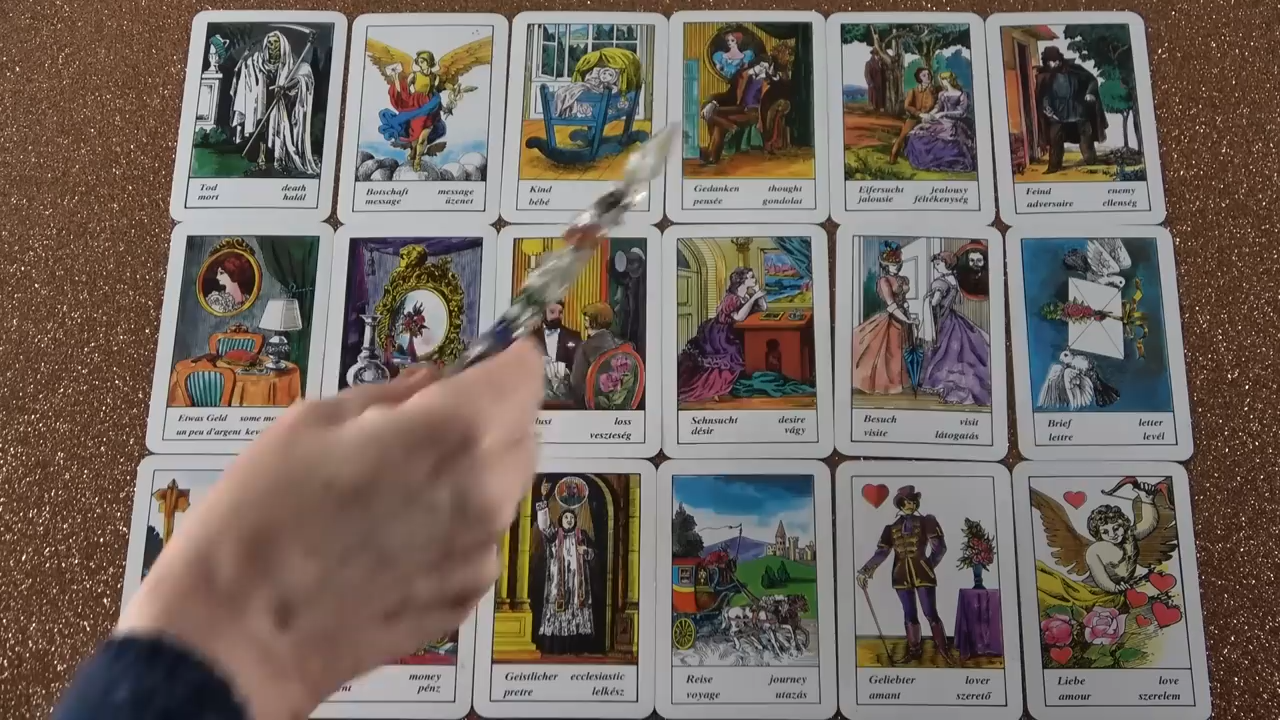 Tod death
mort halál
Botschaft message
message üzenet
Kind
bébé
Gedanken thought
pensée gondolat
Eifersucht jealousy
jalousie féltékenység
Feind enemy
adversaire ellenség
Etwas Geld some
un peu d'argent
loss
veszteség
Sehnsucht desire
désir vágy
Besuch visit
visite látogatás
Brief letter
lettre levél
money
pénz
Geistlicher ecclesiastic
pretre lelkész
Reise journey
voyage utazás
Geliebter lover
amant szerető
Liebe love
amour szerelem